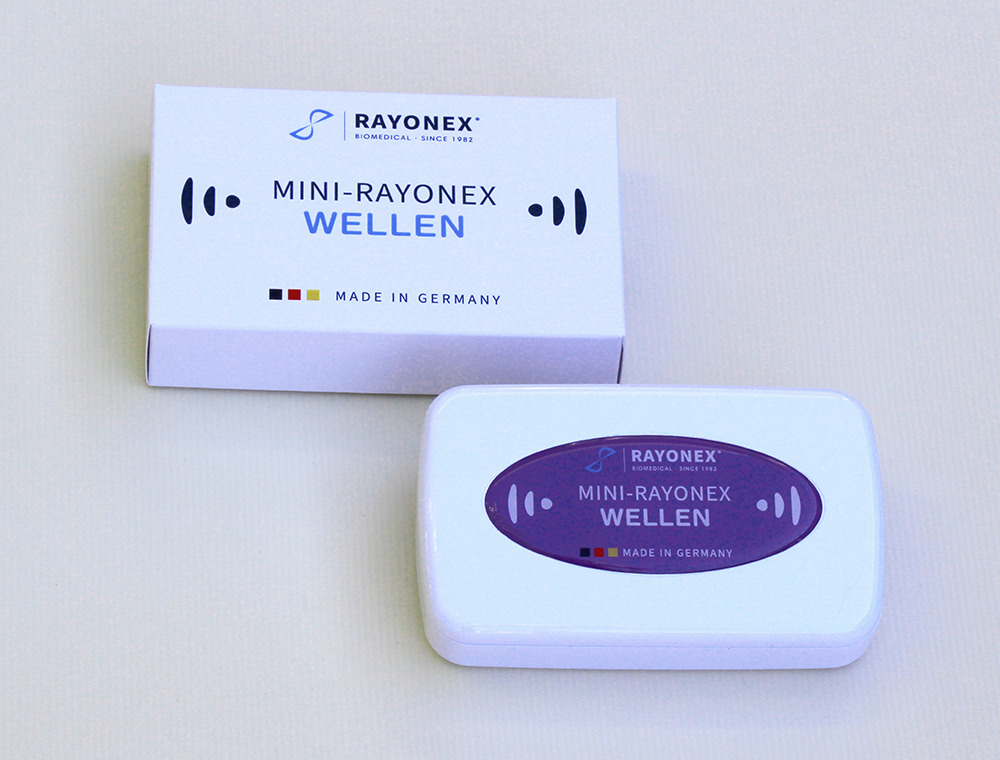 RAYONEX®
BIOMEDICAL · SINCE 1982
MINI-RAYONEX
WELLEN
MADE IN GERMANY
RAYONEX®
BIOMEDICAL · SINCE 1982
MINI-RAYONEX
WELLEN
MADE IN GERMANY